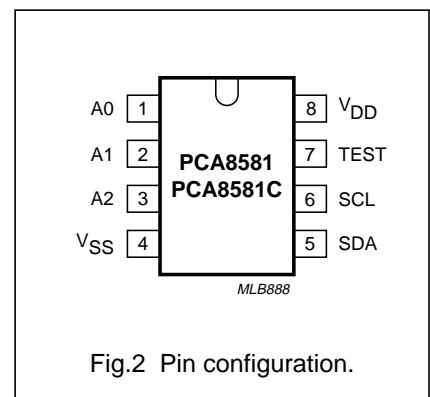 A0 1 8 VDD
A1 2 PCA8581 7 TEST
A2 3 PCA8581C 6 SCL
VSS 4 5 SDA
MLB888
Fig.2 Pin configuration.